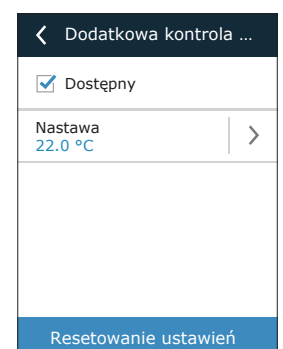 Dodatkowa kontrola ...
Dostępny
Nastawa
22.0 °C
Resetowanie ustawień